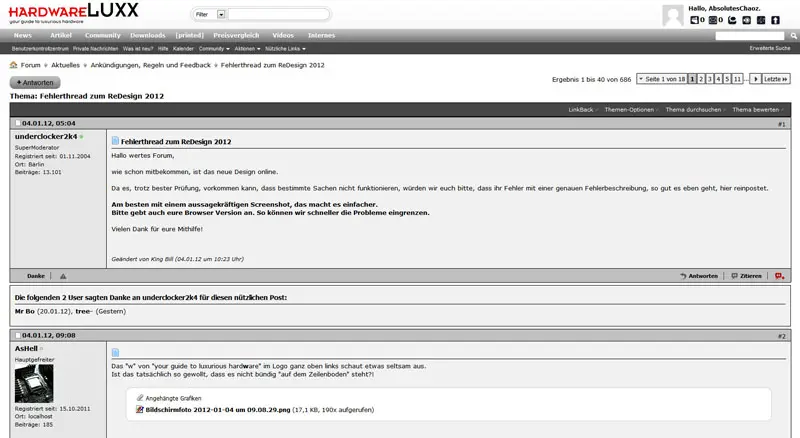 HARDWARELUXX
your guide to luxurious hardware
Filter
Hallo, AbsolutesChaoz.
0 0 0
News Artikel Community Downloads [printed] Preisvergleich Videos Internes
Benutzerkontrollzentrum Private Nachrichten Was ist neu? Hilfe Kalender Community Aktionen Nützliche Links Erweiterte Suche
Forum Aktuelles Ankündigungen, Regeln und Feedback Fehlerthread zum ReDesign 2012
+ Antworten
Ergebnis 1 bis 40 von 686
Seite 1 von 18 1 2 3 4 5 11 ... Letzte
Thema: Fehlerthread zum ReDesign 2012
LinkBack Themen-Optionen Thema durchsuchen Thema bewerten
04.01.12, 05:04 #1
underclocker2k4
SuperModerator
Registriert seit: 01.11.2004
Ort: Bärlin
Beiträge: 13.101
Fehlerthread zum ReDesign 2012
Hallo wertes Forum,
wie schon mitbekommen, ist das neue Design online.
Da es, trotz bester Prüfung, vorkommen kann, dass bestimmte Sachen nicht funktionieren, würden wir euch bitte, dass ihr Fehler mit einer genauen Fehlerbeschreibung, so gut es eben geht, hier reinpostet.
Am besten mit einem aussagekräftigen Screenshot, das macht es einfacher.
Bitte gebt auch eure Browser Version an. So können wir schneller die Probleme eingrenzen.
Vielen Dank für eure Mithilfe!
Geändert von King Bill (04.01.12 um 10:23 Uhr)
Danke Antworten Zitieren
Die folgenden 2 User sagten Danke an underclocker2k4 für diesen nützlichen Post:
Mr Bo (20.01.12), tree- (Gestern)
04.01.12, 09:08 #2
AsHell
Hauptgefreiter
Registriert seit: 15.10.2011
Ort: localhost
Beiträge: 185
Das "w" von "your guide to luxurious hardware" im Logo ganz oben links schaut etwas seltsam aus.
Ist das tatsächlich so gewollt, dass es nicht bündig "auf dem Zeilenboden" steht?!
Angehängte Grafiken
Bildschirmfoto 2012-01-04 um 09.08.29.png (17,1 KB, 190x aufgerufen)